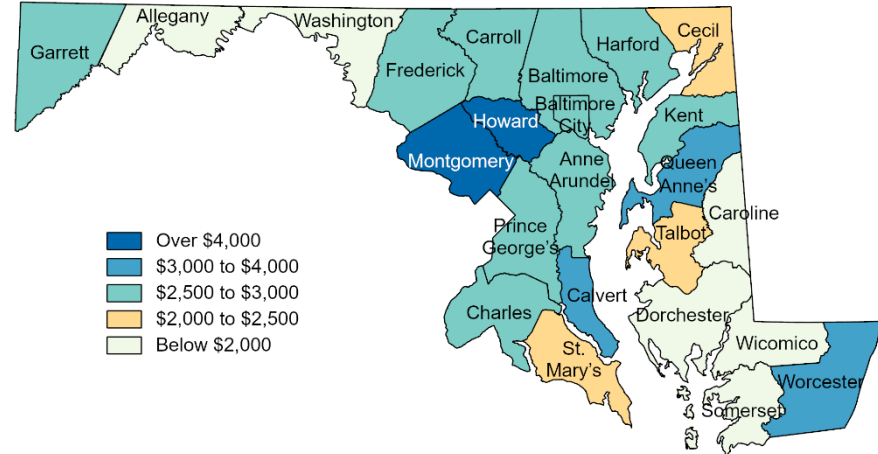 Garrett
Allegany
Washington
Frederick
Carroll
Baltimore
Harford
Cecil
Baltimore
City
Howard
Montgomery
Anne
Arundel
Kent
Queen
Anne's
Caroline
Talbot
Prince
George's
Calvert
Charles
St.
Mary's
Dorchester
Wicomico
Worcester
Somerset
Over $4,000
$3,000 to $4,000
$2,500 to $3,000
$2,000 to $2,500
Below $2,000